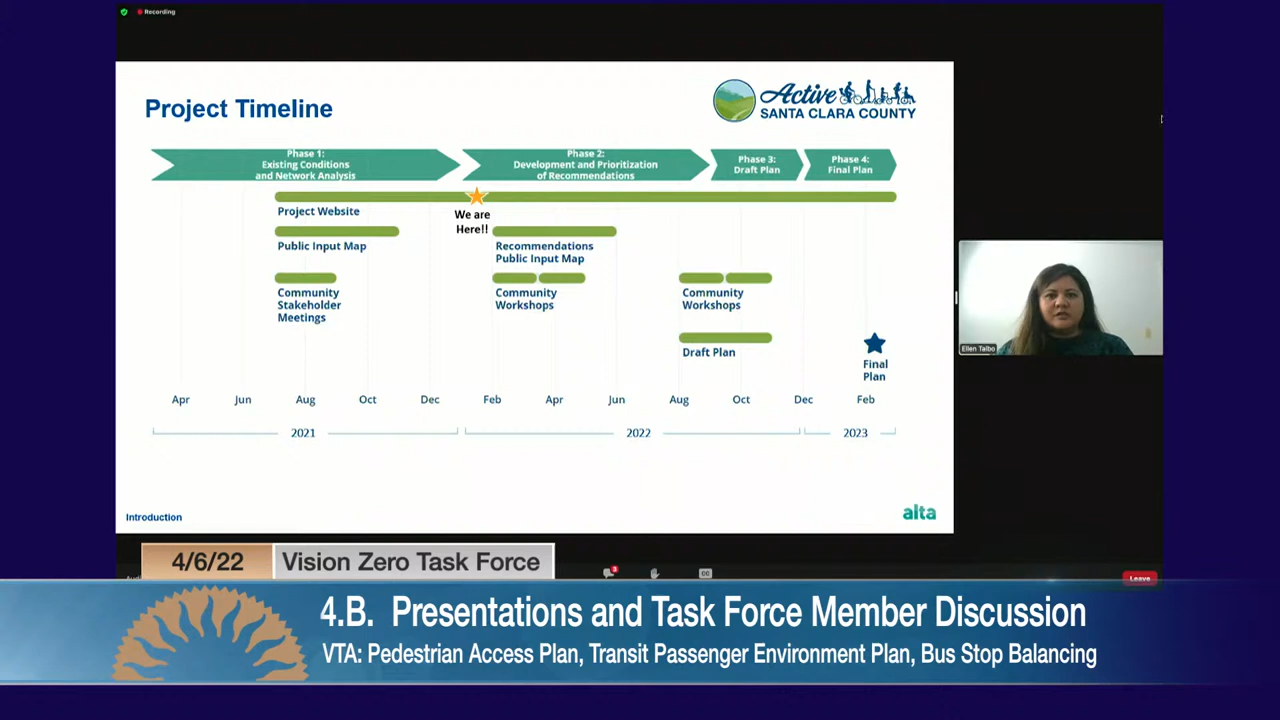 Recording
Project Timeline
Active
SANTA CLARA COUNTY
Phase 1:
Existing Conditions
and Network Analysis
Phase 2:
Development and Prioritization
of Recommendations
Phase 3:
Draft Plan
Phase 4:
Final Plan
Project Website
We are
Here!!
Public Input Map
Recommendations
Public Input Map
Community
Stakeholder
Meetings
Community
Workshops
Community
Workshops
Draft Plan
Final
Plan
Apr Jun Aug Oct Dec Feb Apr Jun Aug Oct Dec Feb
2021 2022 2023
Introduction
alta
Ellen Talbo
4/6/22 Vision Zero Task Force
3
CC
Leave
4.B. Presentations and Task Force Member Discussion
VTA: Pedestrian Access Plan, Transit Passenger Environment Plan, Bus Stop Balancing